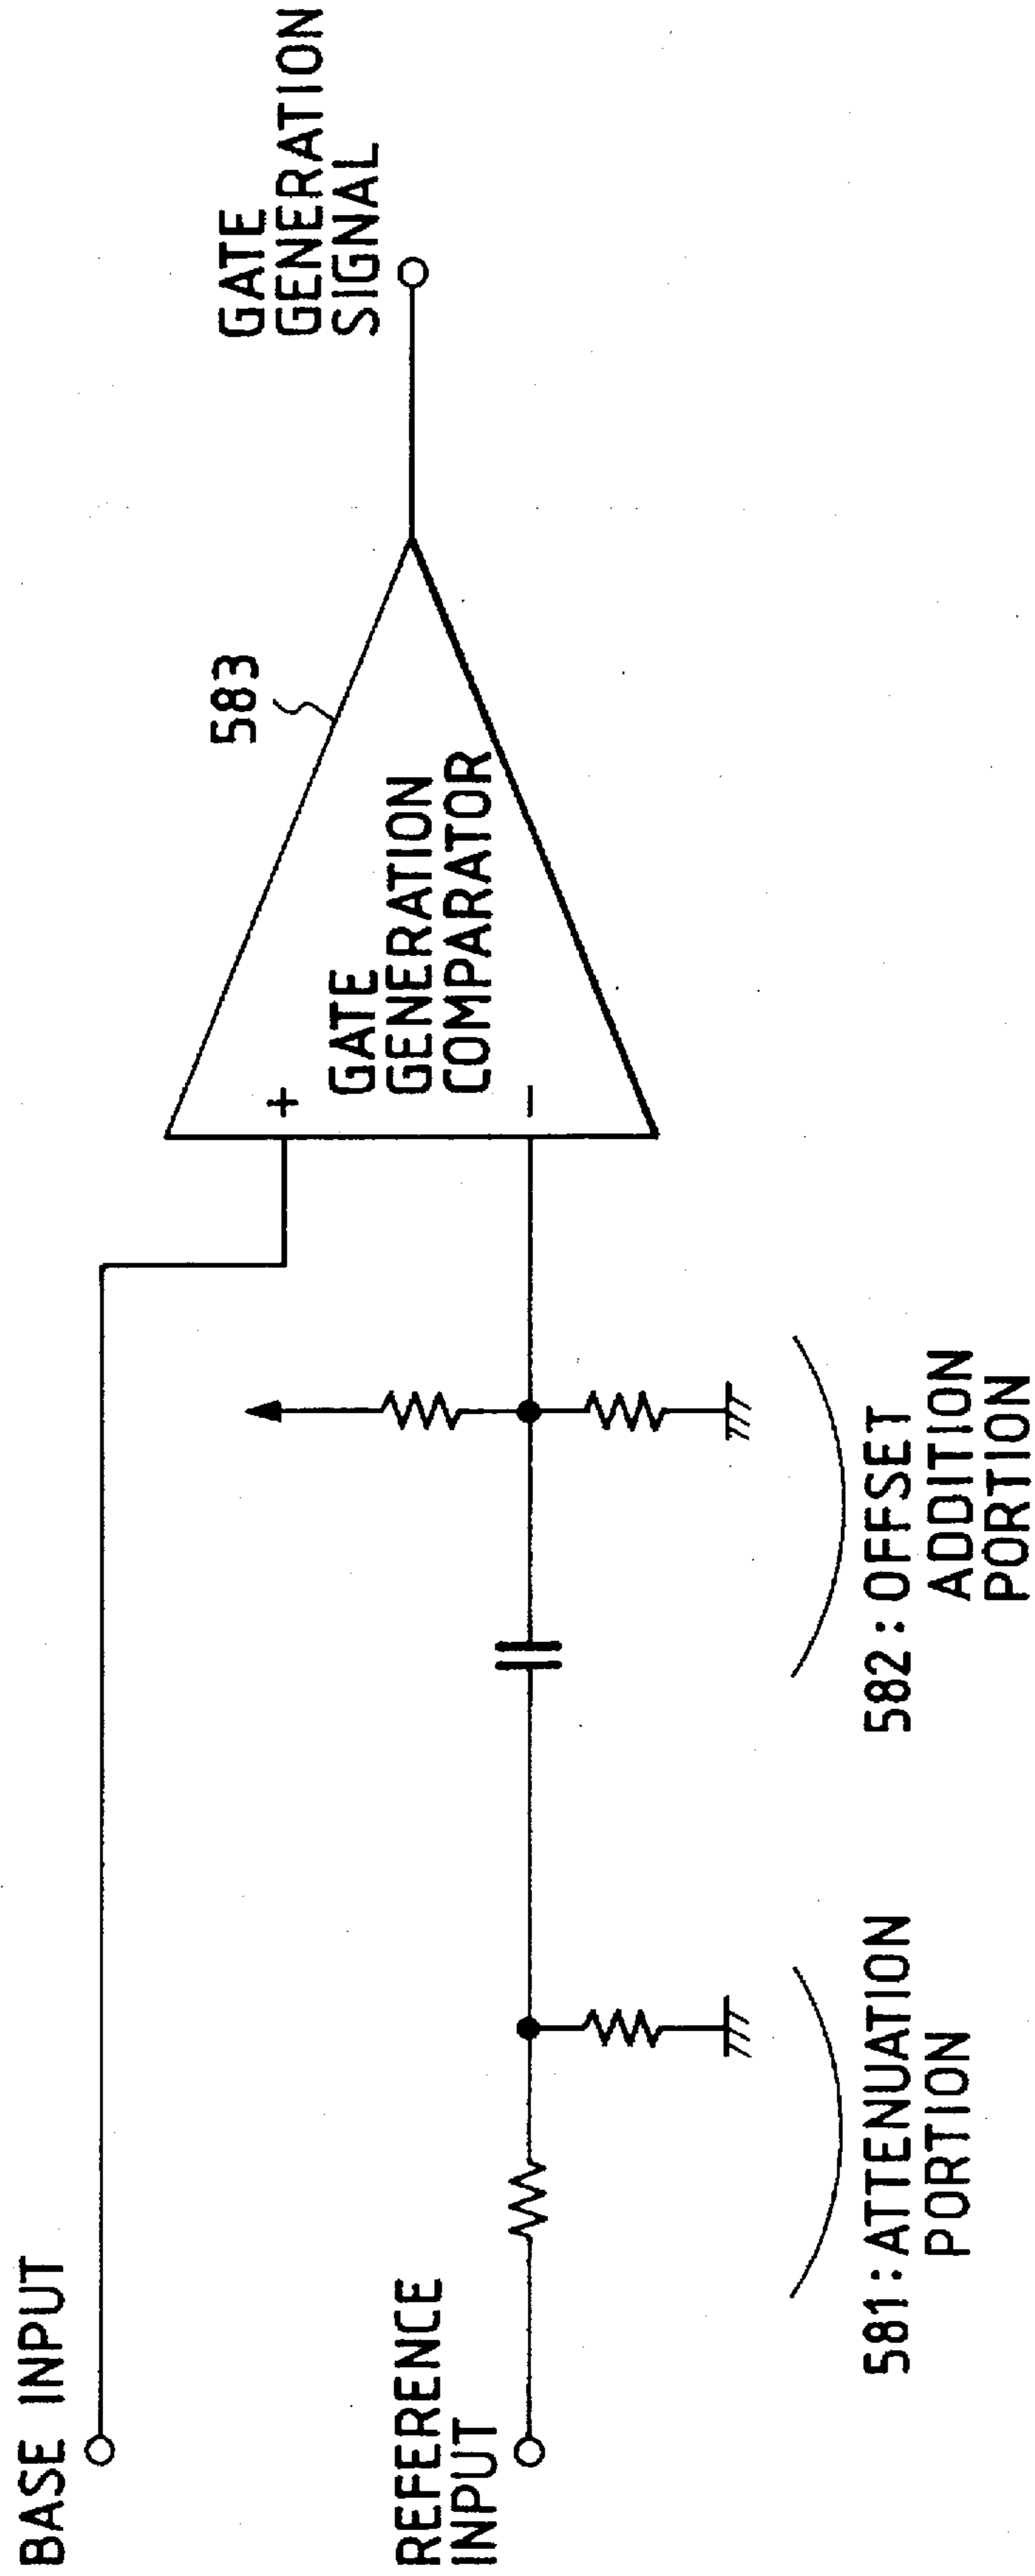 BASE INPUT
REFERENCE
INPUT
581: ATTENUATION
PORTION
582: OFFSET
ADDITION
PORTION
+
−
GATE
GENERATION
COMPARATOR
583
GATE
GENERATION
SIGNAL